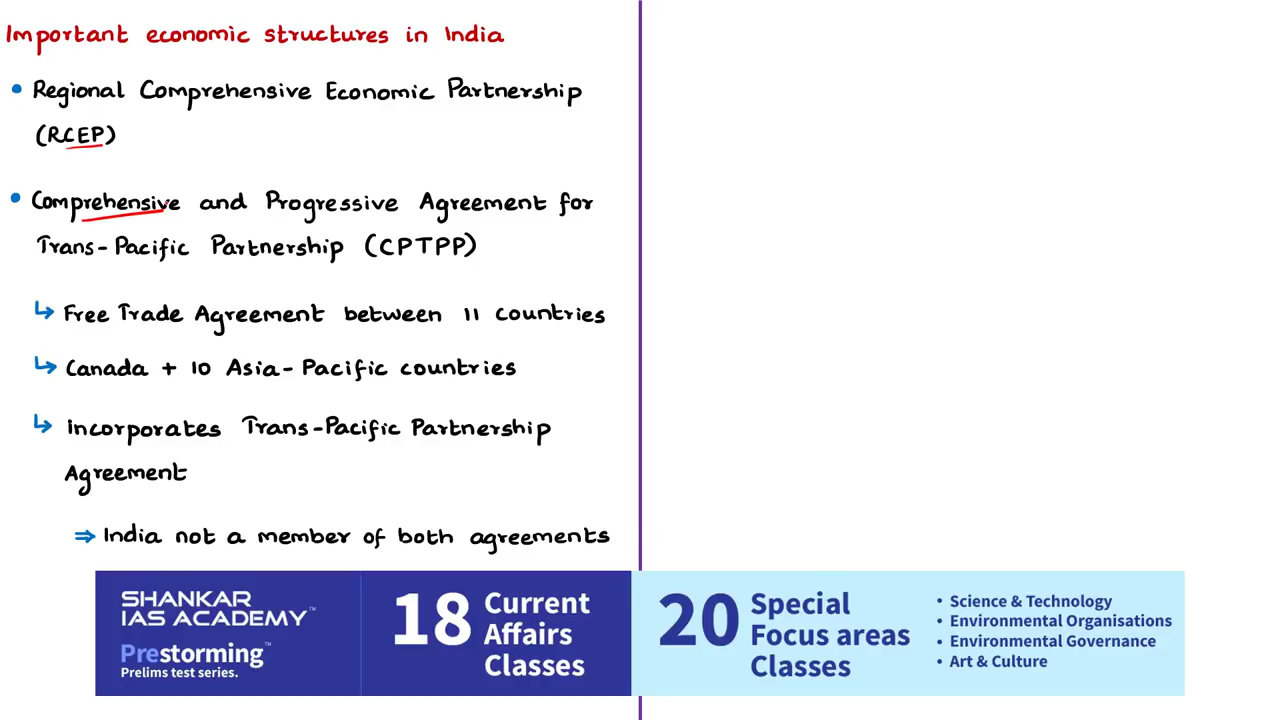 Important economic structures in India
• Regional Comprehensive Economic Partnership
(RCEP)
• Comprehensive and Progressive Agreement for
Trans-Pacific Partnership (CPTPP)
↳ Free Trade Agreement between 11 countries
↳ Canada + 10 Asia-Pacific countries
↳ Incorporates Trans-Pacific Partnership
Agreement
⇒ India not a member of both agreements
SHANKAR
IAS ACADEMY™
Prestorming™
Prelims test series.
18 Current
Affairs
Classes
20 Special
Focus areas
Classes
• Science & Technology
• Environmental Organisations
• Environmental Governance
• Art & Culture